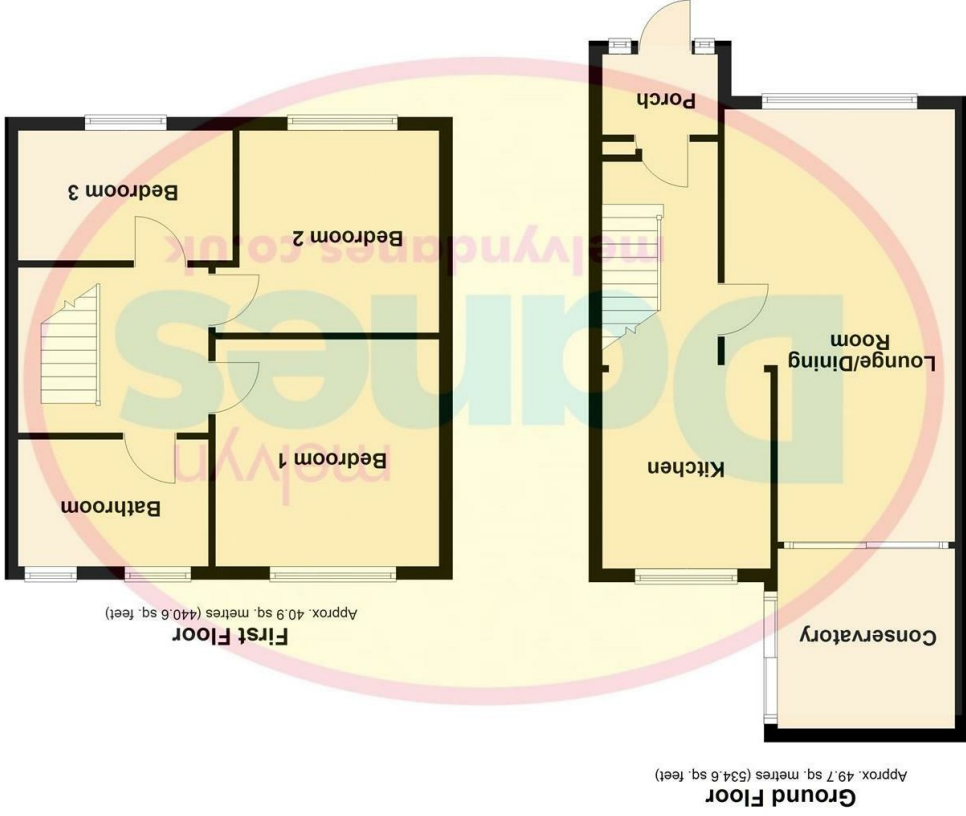 Ground Floor
Approx. 49.7 sq. metres (534.6 sq. feet)
Conservatory
Kitchen
Lounge/Dining
Room
Porch
First Floor
Approx. 40.9 sq. metres (440.6 sq. feet)
Bathroom
Bedroom 1
Bedroom 2
Bedroom 3
melyn
Danes
melvyndanes.co.uk